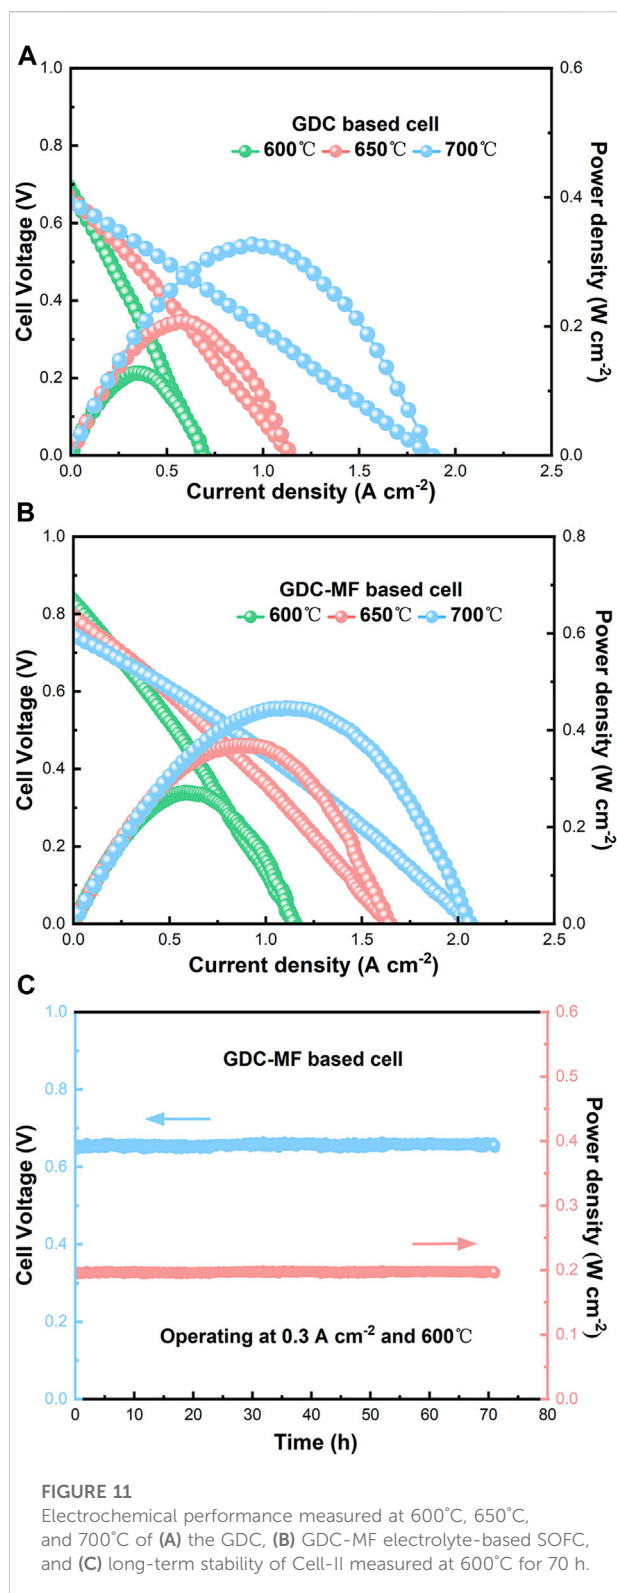 A
1.0
0.8
0.6
0.4
0.2
0.0
Cell Voltage (V)
GDC based cell
600℃ 650℃ 700℃
0.6
0.4
0.2
0.0
Power density (W cm-2)
0.0 0.5 1.0 1.5 2.0 2.5
Current density (A cm-2)
B
1.0
0.8
0.6
0.4
0.2
0.0
Cell Voltage (V)
GDC-MF based cell
600℃ 650℃ 700℃
0.8
0.6
0.4
0.2
0.0
Power density (W cm-2)
0.0 0.5 1.0 1.5 2.0 2.5
Current density (A cm-2)
C
1.0
0.8
0.6
0.4
0.2
0.0
Cell Voltage (V)
GDC-MF based cell
Operating at 0.3 A cm-2 and 600℃
0.6
0.5
0.4
0.3
0.2
0.1
0.0
Power density (W cm-2)
0 10 20 30 40 50 60 70 80
Time (h)
FIGURE 11
Electrochemical performance measured at 600°C, 650°C,
and 700°C of (A) the GDC, (B) GDC-MF electrolyte-based SOFC,
and (C) long-term stability of Cell-II measured at 600°C for 70 h.